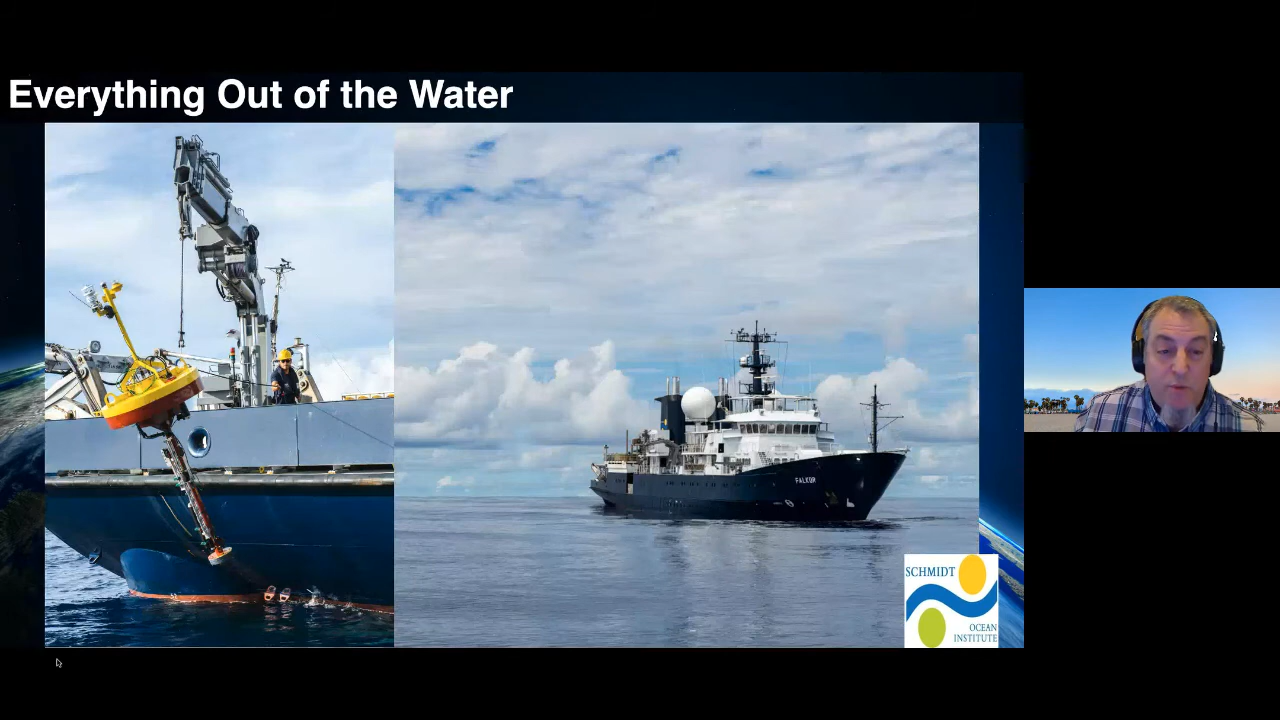 Everything Out of the Water
FALKOR
SCHMIDT
OCEAN
INSTITUTE